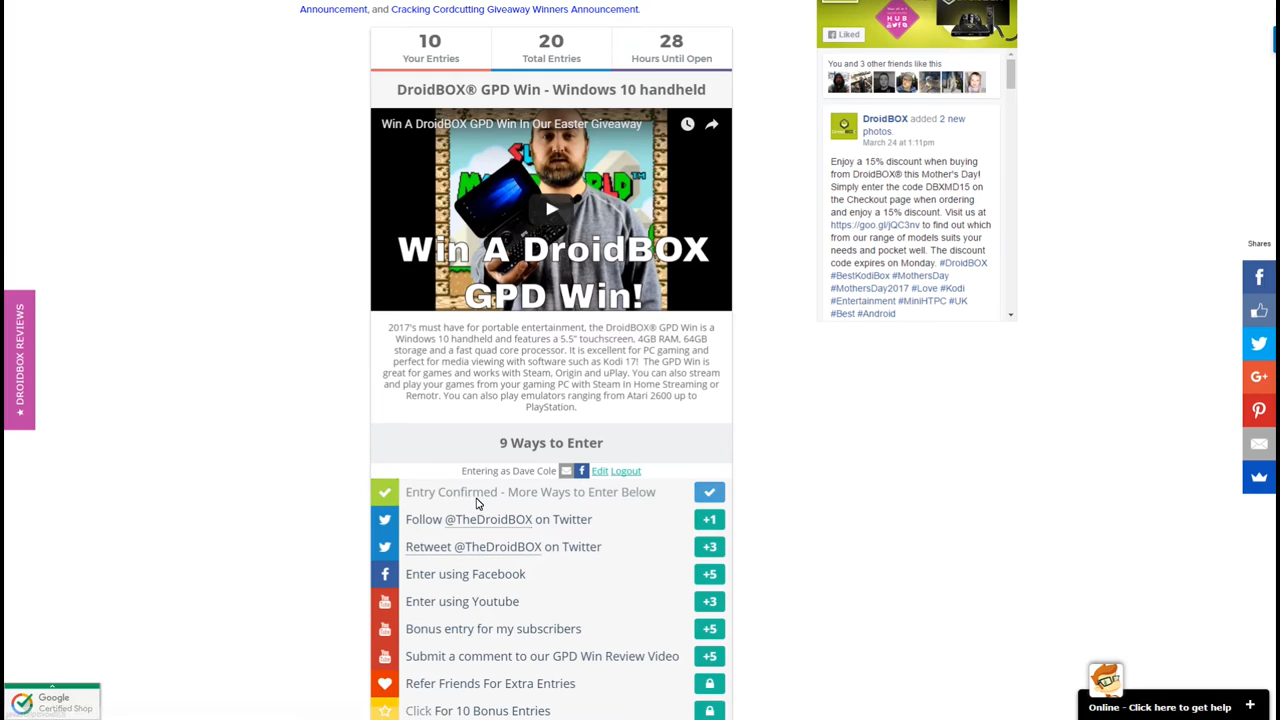 Announcement, and Cracking Cordcutting Giveaway Winners Announcement.
10
Your Entries
20
Total Entries
28
Hours Until Open
DroidBOX® GPD Win - Windows 10 handheld
Win A DroidBOX GPD Win In Our Easter Giveaway
Win A DroidBOX
GPD Win!
2017's must have for portable entertainment, the DroidBOX® GPD Win is a
Windows 10 handheld and features a 5.5” touchscreen, 4GB RAM, 64GB
storage and a fast quad core processor. It is excellent for PC gaming and
perfect for media viewing with software such as Kodi 17! The GPD Win is
great for games and works with Steam, Origin and uPlay. You can also stream
and play your games from your gaming PC with Steam In Home Streaming or
Remotr. You can also play emulators ranging from Atari 2600 up to
PlayStation.
9 Ways to Enter
Entering as Dave Cole Edit Logout
Entry Confirmed - More Ways to Enter Below
Follow @TheDroidBOX on Twitter +1
Retweet @TheDroidBOX on Twitter +3
Enter using Facebook +5
Enter using Youtube +3
Bonus entry for my subscribers +5
Submit a comment to our GPD Win Review Video +5
Refer Friends For Extra Entries
Click For 10 Bonus Entries
HUB
Liked
You and 3 other friends like this
DroidBOX added 2 new
photos.
March 24 at 1:11pm
Enjoy a 15% discount when buying
from DroidBOX® this Mother's Day!
Simply enter the code DBXMD15 on
the Checkout page when ordering
and enjoy a 15% discount. Visit us at
https://goo.gl/jQC3nv to find out which
from our range of models suits your
needs and pocket well. The discount
code expires on Monday. #DroidBOX
#BestKodiBox #MothersDay
#MothersDay2017 #Love #Kodi
#Entertainment #MiniHTPC #UK
#Best #Android
Shares
★ DROIDBOX REVIEWS
Google
Certified Shop
Online - Click here to get help